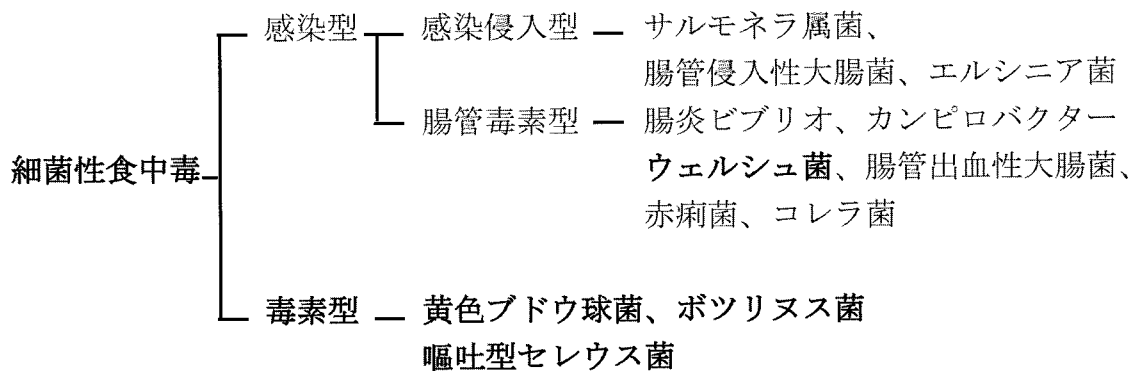 感染型 感染侵入型 サルモネラ属菌、
腸管侵入性大腸菌、エルシニア菌
腸管毒素型 腸炎ビブリオ、カンピロバクター
細菌性食中毒 ウェルシュ菌、腸管出血性大腸菌、
赤痢菌、コレラ菌
毒素型 黄色ブドウ球菌、ボツリヌス菌
嘔吐型セレウス菌